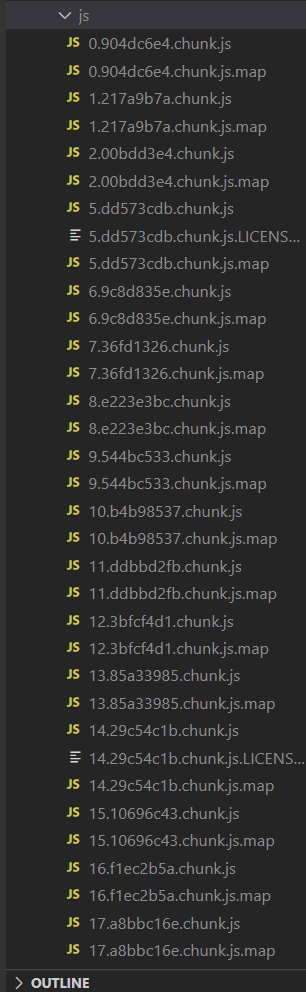 js
JS 0.904dc6e4.chunk.js
JS 0.904dc6e4.chunk.js.map
JS 1.217a9b7a.chunk.js
JS 1.217a9b7a.chunk.js.map
JS 2.00bdd3e4.chunk.js
JS 2.00bdd3e4.chunk.js.map
JS 5.dd573cdb.chunk.js
5.dd573cdb.chunk.js.LICENS...
JS 5.dd573cdb.chunk.js.map
JS 6.9c8d835e.chunk.js
JS 6.9c8d835e.chunk.js.map
JS 7.36fd1326.chunk.js
JS 7.36fd1326.chunk.js.map
JS 8.e223e3bc.chunk.js
JS 8.e223e3bc.chunk.js.map
JS 9.544bc533.chunk.js
JS 9.544bc533.chunk.js.map
JS 10.b4b98537.chunk.js
JS 10.b4b98537.chunk.js.map
JS 11.ddbbd2fb.chunk.js
JS 11.ddbbd2fb.chunk.js.map
JS 12.3bfcf4d1.chunk.js
JS 12.3bfcf4d1.chunk.js.map
JS 13.85a33985.chunk.js
JS 13.85a33985.chunk.js.map
JS 14.29c54c1b.chunk.js
14.29c54c1b.chunk.js.LICENS...
JS 14.29c54c1b.chunk.js.map
JS 15.10696c43.chunk.js
JS 15.10696c43.chunk.js.map
JS 16.f1ec2b5a.chunk.js
JS 16.f1ec2b5a.chunk.js.map
JS 17.a8bbc16e.chunk.js
JS 17.a8bbc16e.chunk.js.map
OUTLINE